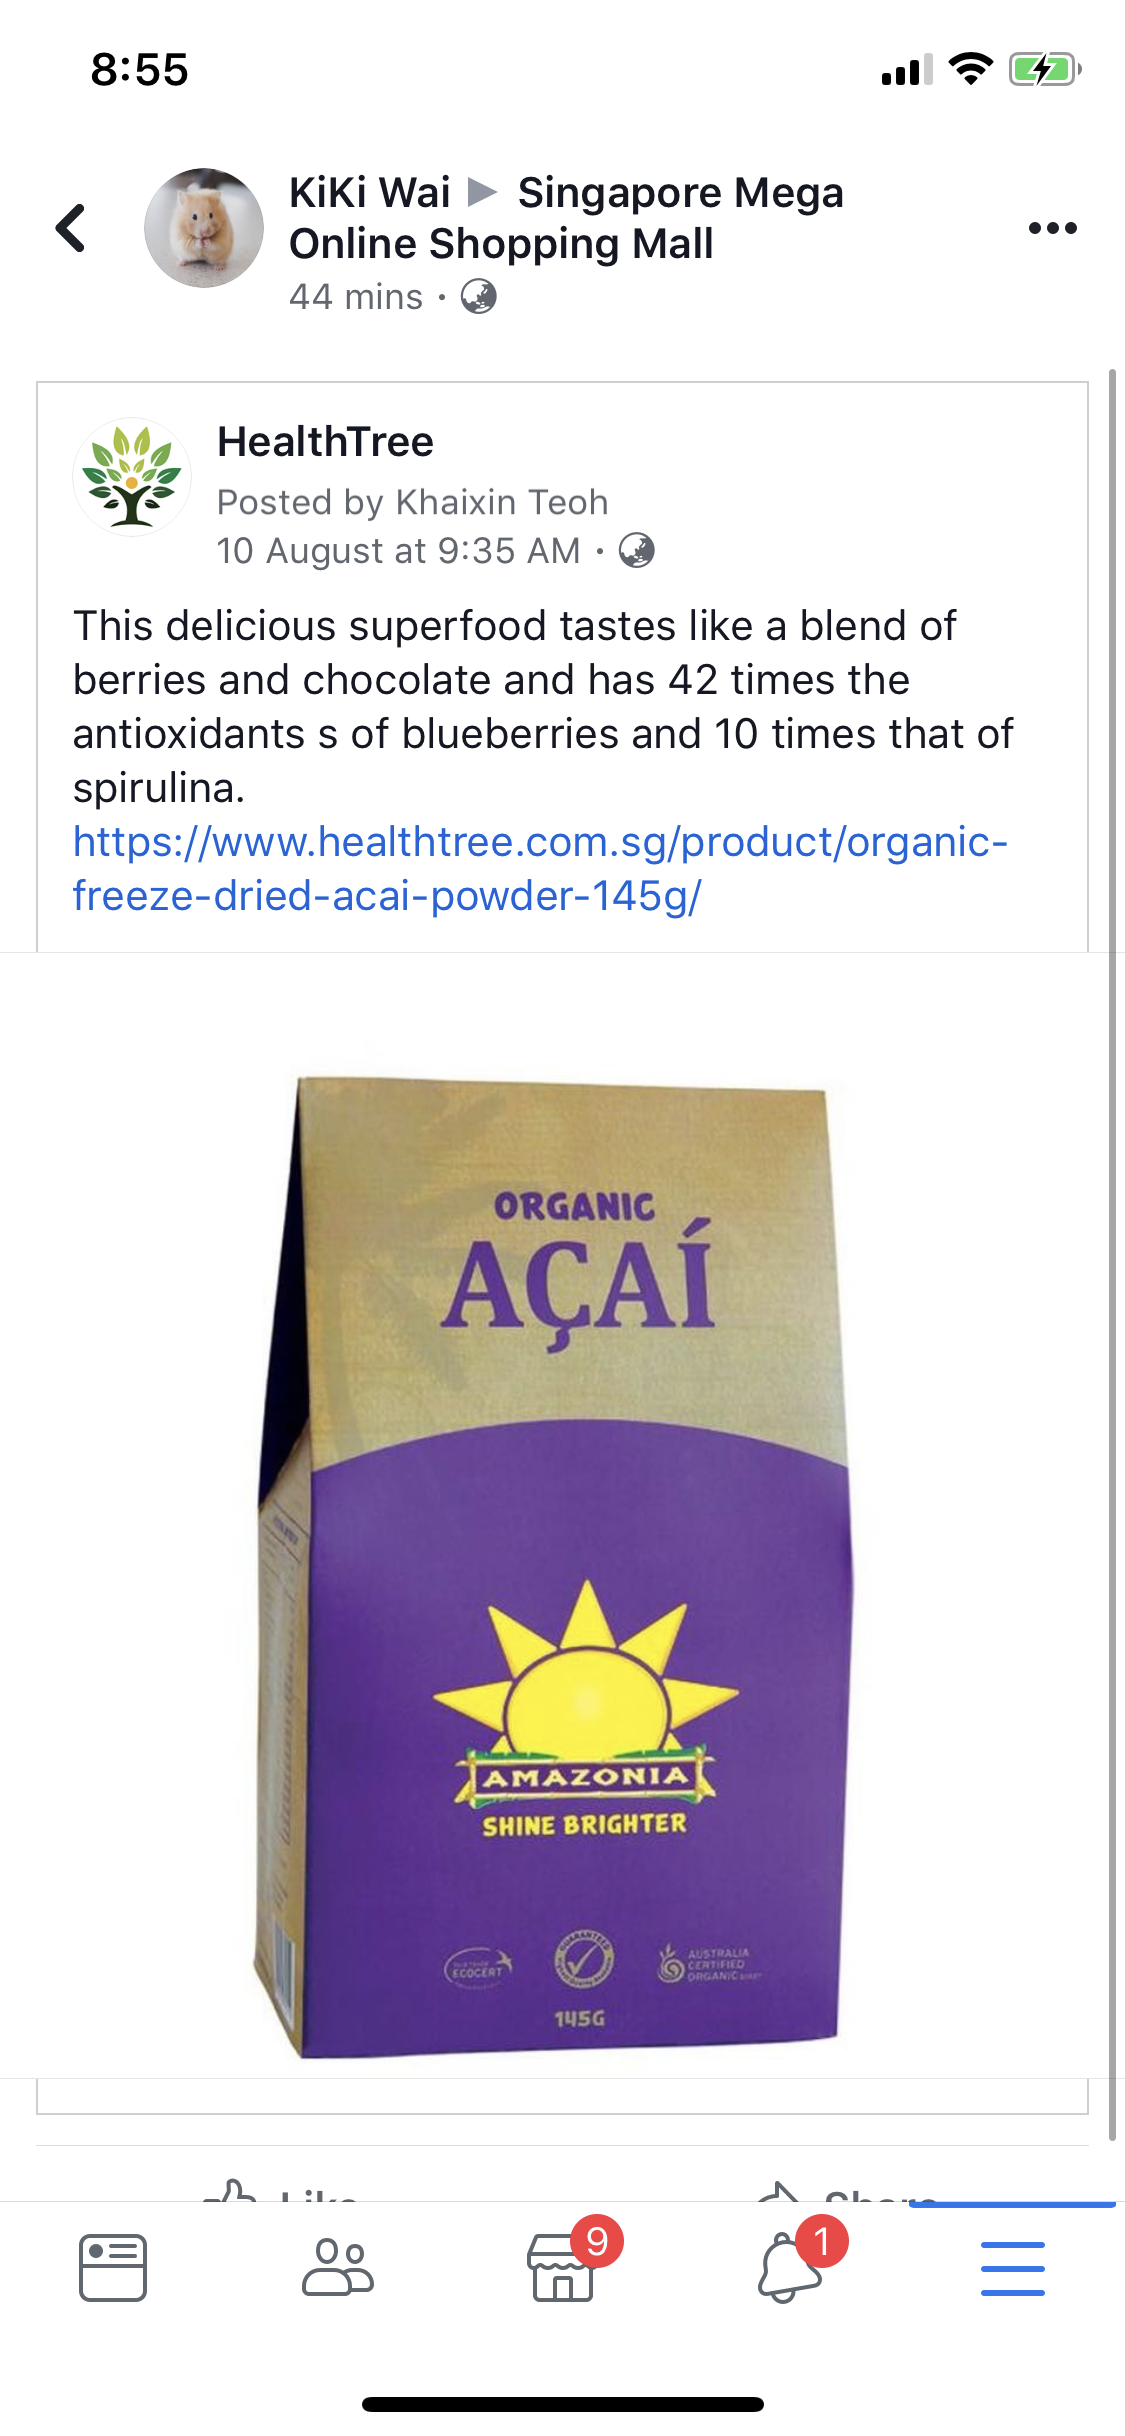 8:55
KiKi Wai ▶ Singapore Mega
Online Shopping Mall
44 mins ·
HealthTree
Posted by Khaixin Teoh
10 August at 9:35 AM ·
This delicious superfood tastes like a blend of
berries and chocolate and has 42 times the
antioxidants s of blueberries and 10 times that of
spirulina.
https://www.healthtree.com.sg/product/organic-
freeze-dried-acai-powder-145g/
ORGANIC
AÇAÍ
AMAZONIA
SHINE BRIGHTER
ECOCERT
GUARANTEED
AUSTRALIA
CERTIFIED
ORGANIC
145G
Like
Share
9
1